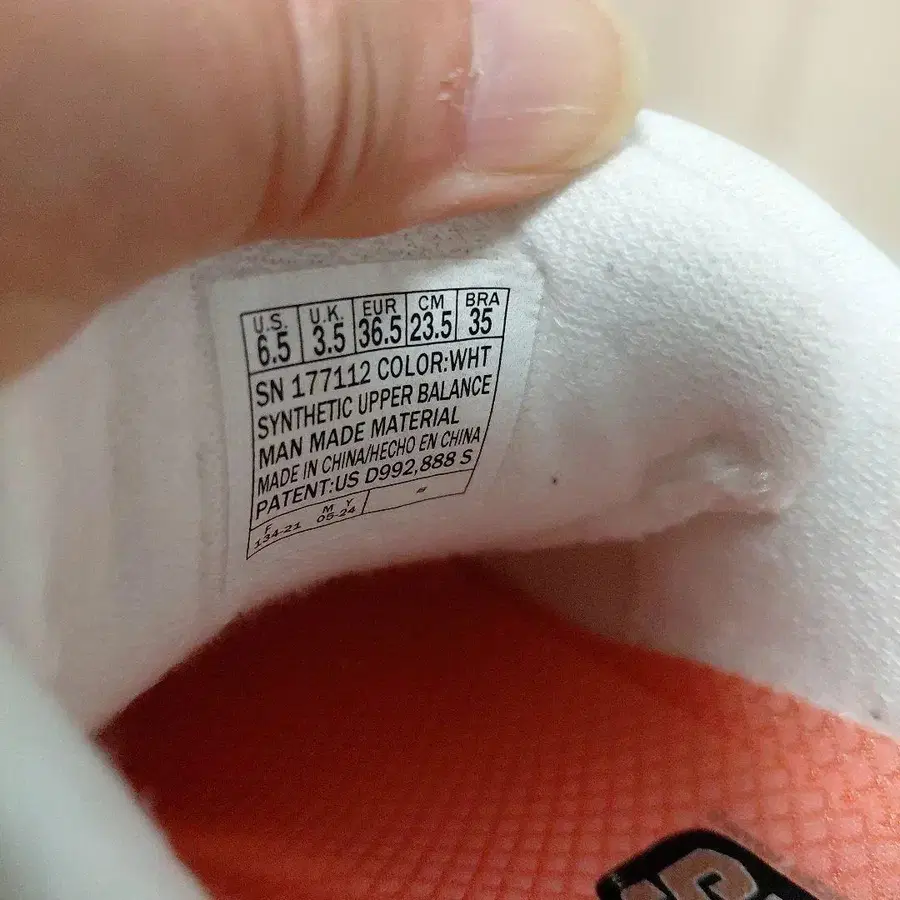 U.S. U.K. EUR CM BRA
6.5 3.5 36.5 23.5 35
SN 177112 COLOR:WHT
SYNTHETIC UPPER BALANCE
MAN MADE MATERIAL
MADE IN CHINA/HECHO EN CHINA
PATENT:US D992,888 S
F M Y
134-21 05-24